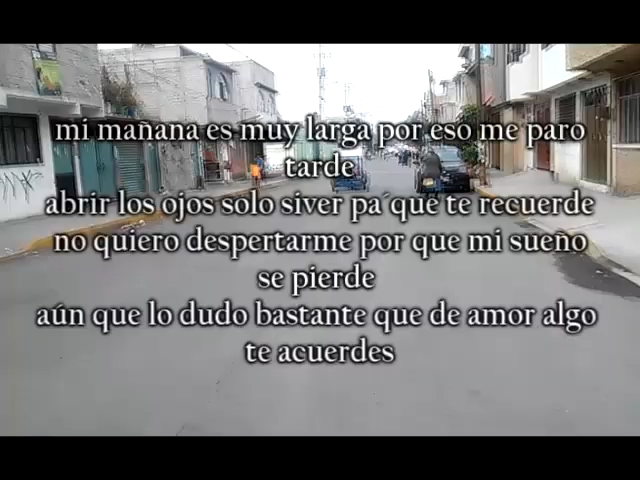 mi mañana es muy larga por eso me paro
tarde
abrir los ojos solo siver pa´que te recuerde
no quiero despertarme por que mi sueño
se pierde
aún que lo dudo bastante que de amor algo
te acuerdes